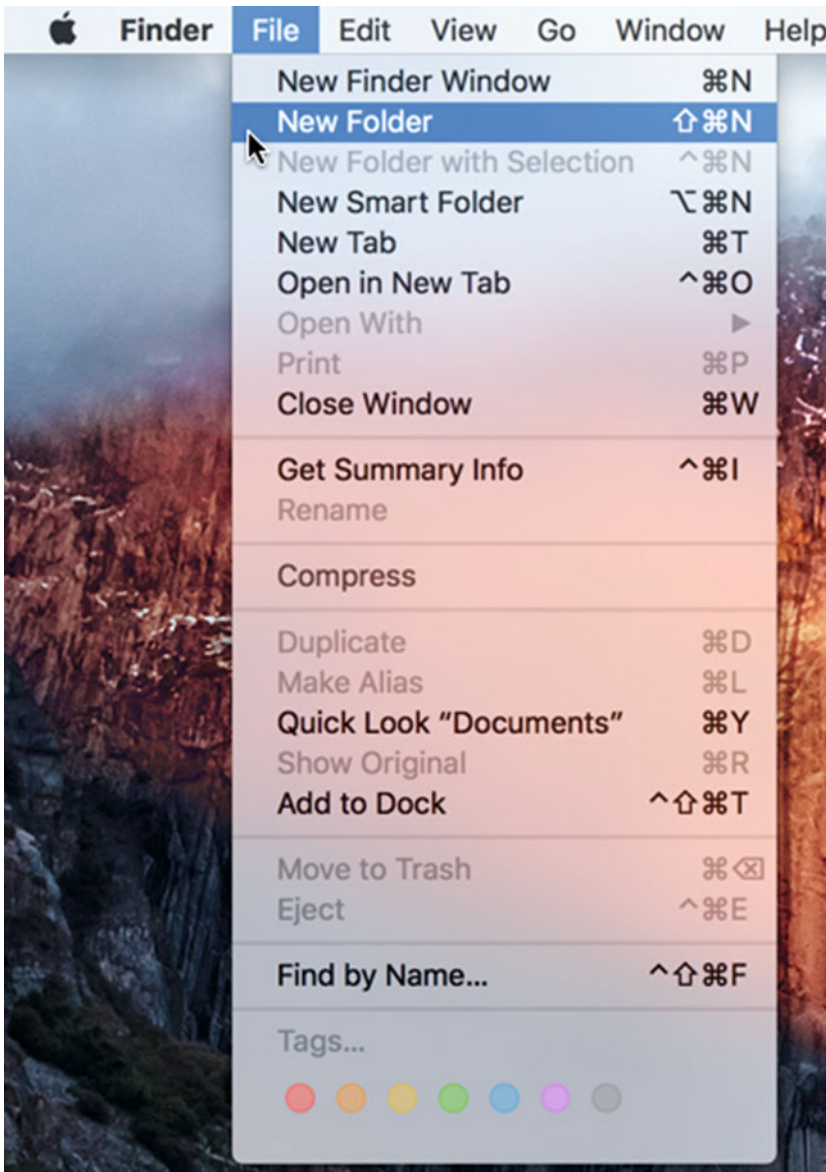 Finder File Edit View Go Window Help
New Finder Window ⌘N
New Folder ⇧⌘N
New Folder with Selection ^⌘N
New Smart Folder ⌥⌘N
New Tab ⌘T
Open in New Tab ^⌘O
Open With ▶
Print ⌘P
Close Window ⌘W
Get Summary Info ^⌘I
Rename
Compress
Duplicate ⌘D
Make Alias ⌘L
Quick Look “Documents” ⌘Y
Show Original ⌘R
Add to Dock ^⇧⌘T
Move to Trash ⌘⌫
Eject ^⌘E
Find by Name... ^⇧⌘F
Tags...